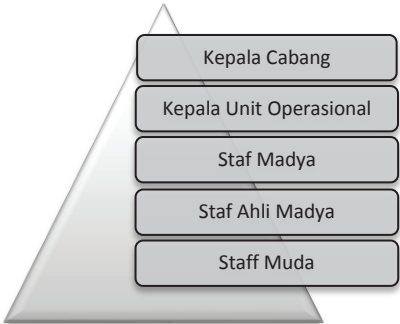 Kepala Cabang
Kepala Unit Operasional
Staf Madya
Staf Ahli Madya
Staff Muda